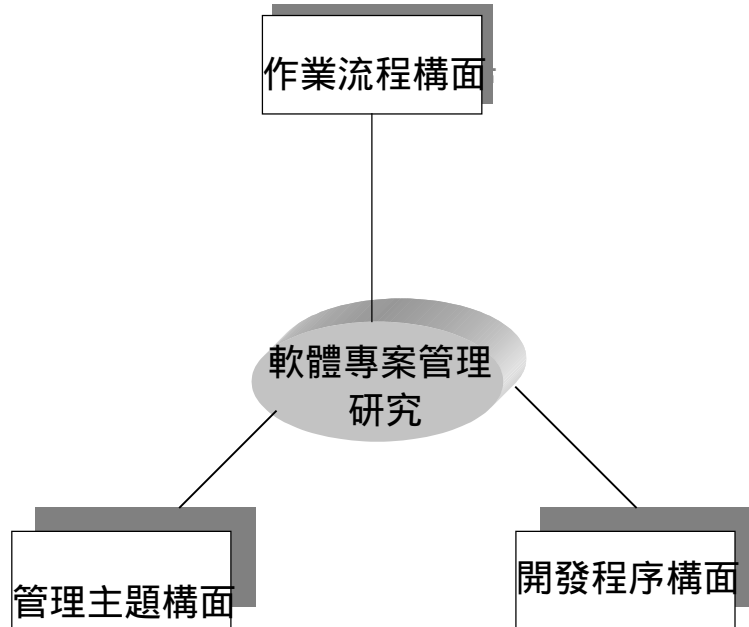 作業流程構面
軟體專案管理
研究
開發程序構面
管理主題構面